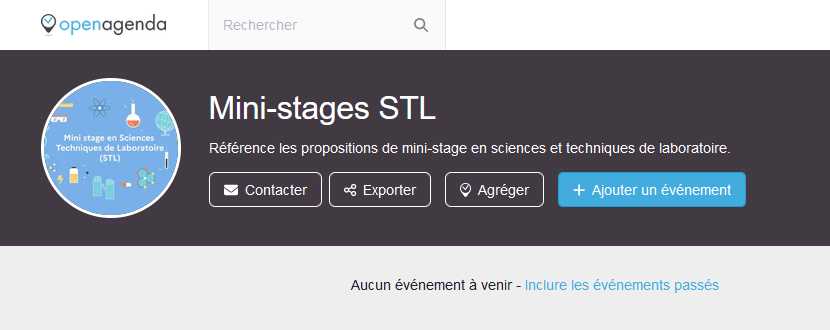 openagenda
Rechercher
Mini stage en Sciences
Techniques de Laboratoire
(STL)
Mini-stages STL
Référence les propositions de mini-stage en sciences et techniques de laboratoire.
Contacter
Exporter
Agréger
Ajouter un événement
Aucun événement à venir - Inclure les événements passés